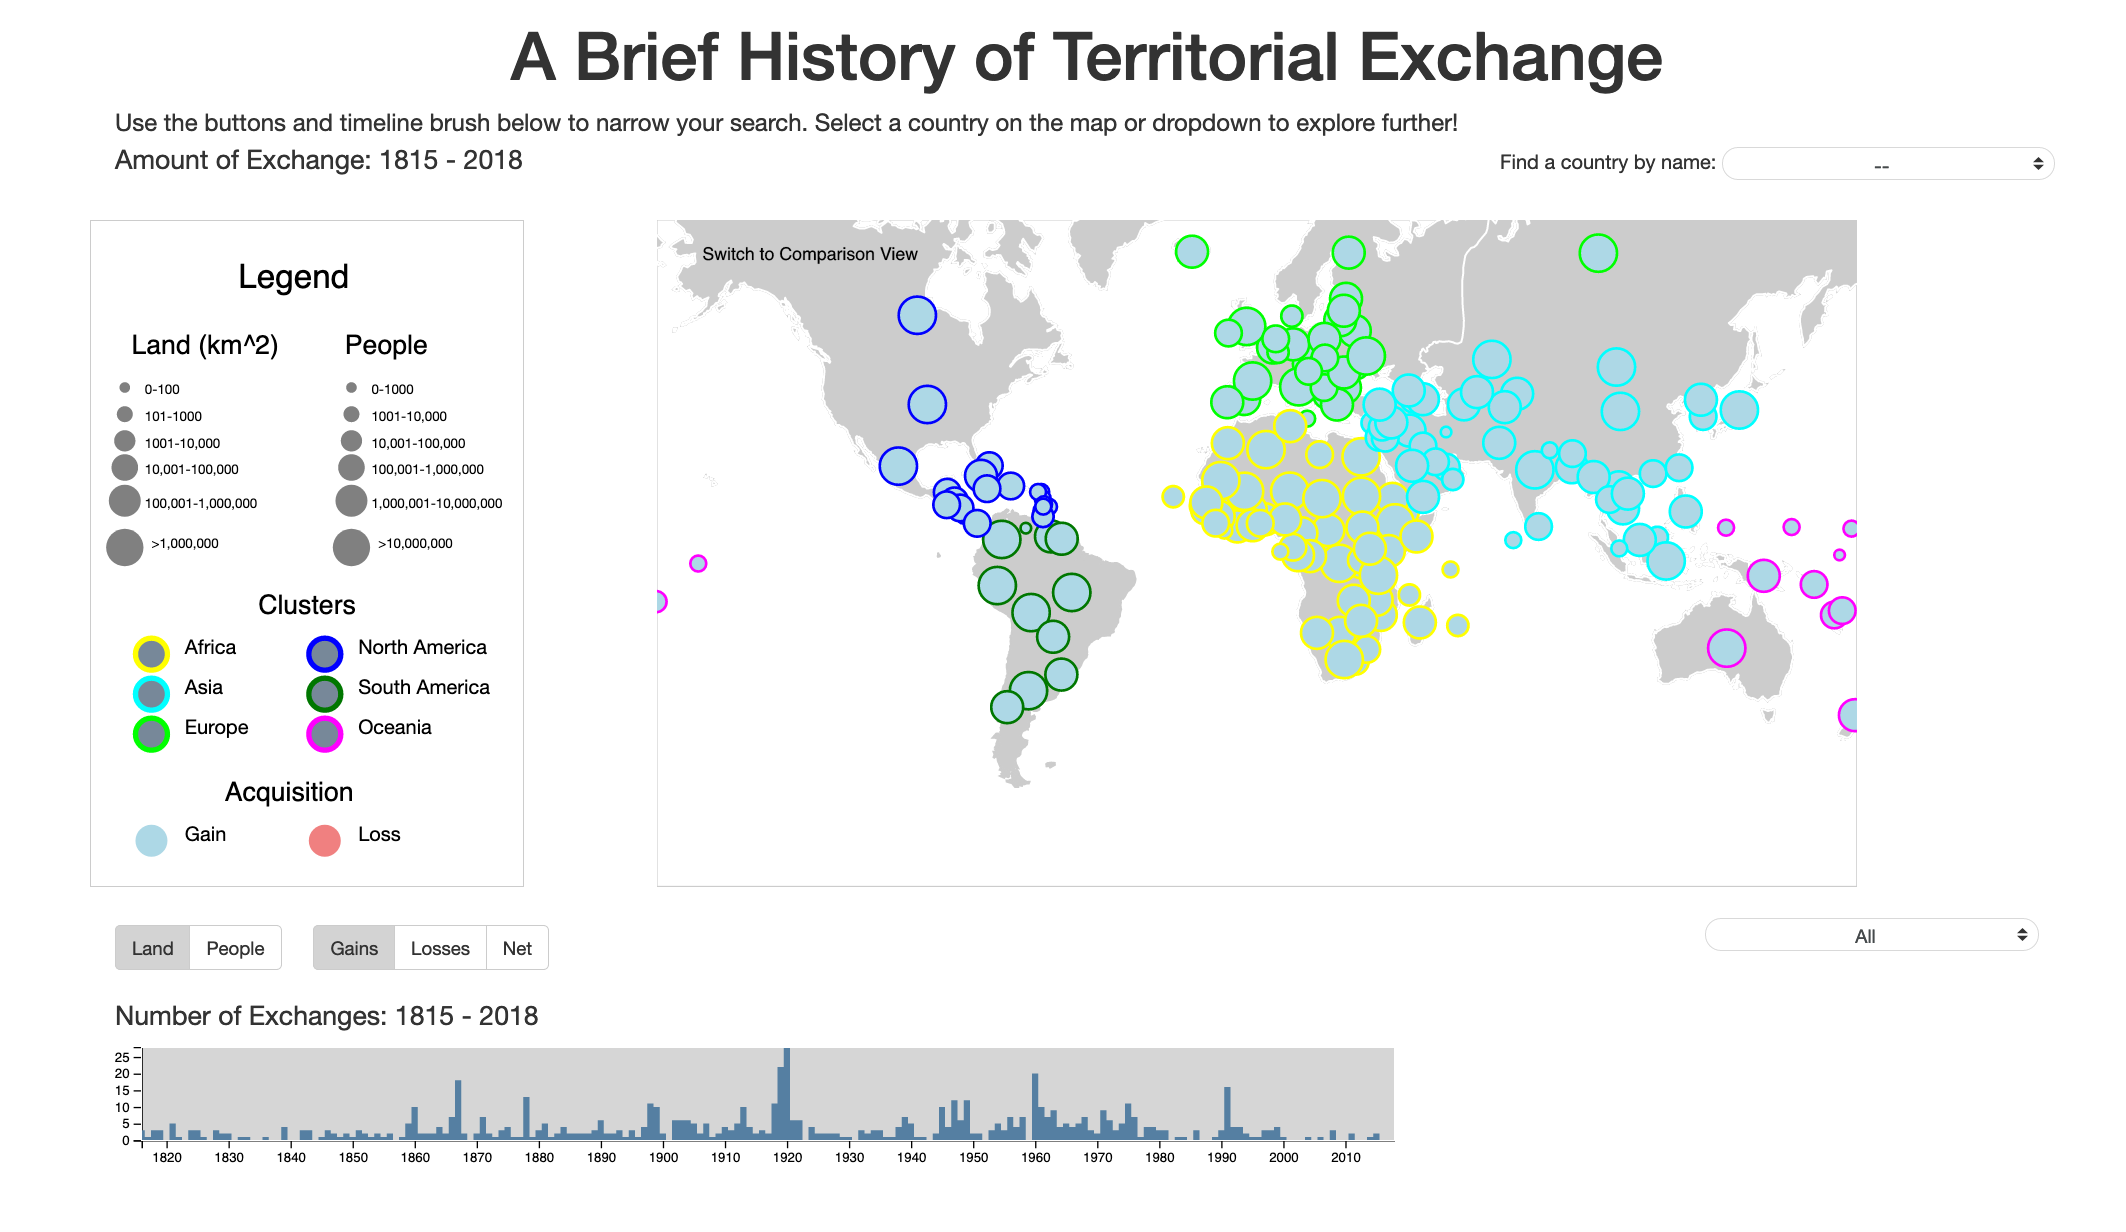 A Brief History of Territorial Exchange
Use the buttons and timeline brush below to narrow your search. Select a country on the map or dropdown to explore further!
Amount of Exchange: 1815 - 2018
Find a country by name: --
Switch to Comparison View
Legend
Land (km^2) People
0-100 0-1000
101-1000 1001-10,000
1001-10,000 10,001-100,000
10,001-100,000 100,001-1,000,000
100,001-1,000,000 1,000,001-10,000,000
>1,000,000 >10,000,000
Clusters
Africa North America
Asia South America
Europe Oceania
Acquisition
Gain Loss
Land People Gains Losses Net All
Number of Exchanges: 1815 - 2018
25
20
15
10
5
0
1820 1830 1840 1850 1860 1870 1880 1890 1900 1910 1920 1930 1940 1950 1960 1970 1980 1990 2000 2010